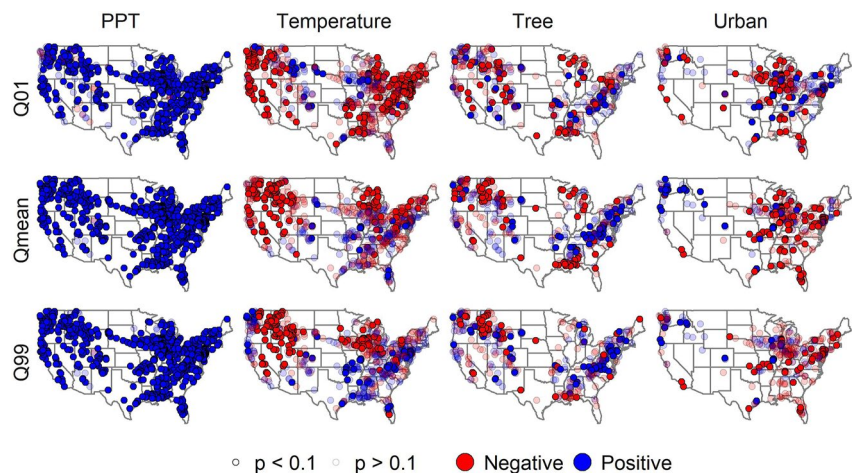 PPT Temperature Tree Urban
Q01
Qmean
Q99
p < 0.1 p > 0.1 Negative Positive